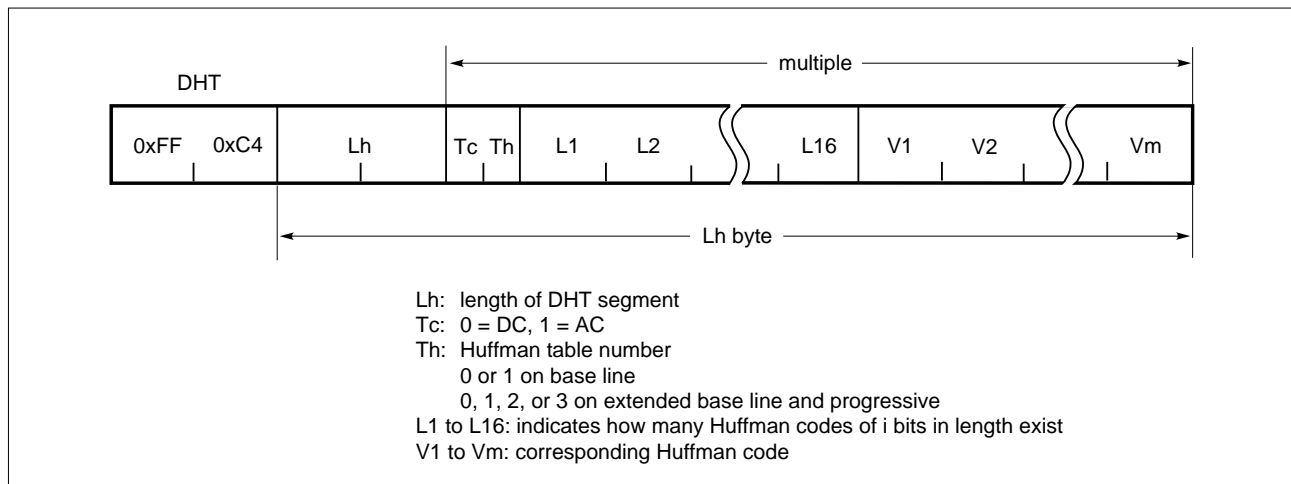 multiple
DHT
0xFF 0xC4 Lh Tc Th L1 L2 L16 V1 V2 Vm
Lh byte
Lh: length of DHT segment
Tc: 0 = DC, 1 = AC
Th: Huffman table number
0 or 1 on base line
0, 1, 2, or 3 on extended base line and progressive
L1 to L16: indicates how many Huffman codes of i bits in length exist
V1 to Vm: corresponding Huffman code